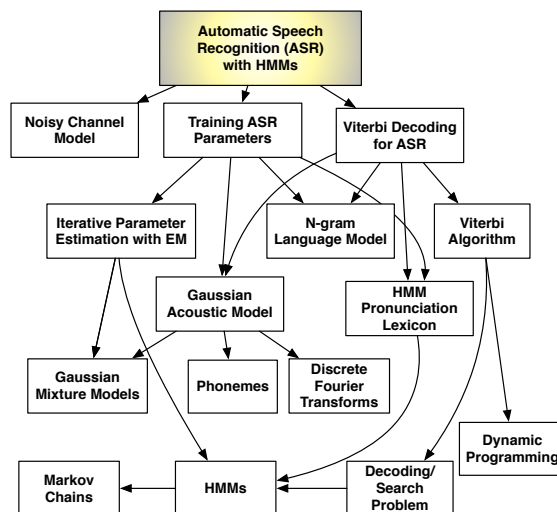 Automatic Speech
Recognition (ASR)
with HMMs
Noisy Channel
Model
Training ASR
Parameters
Viterbi Decoding
for ASR
Iterative Parameter
Estimation with EM
N-gram
Language Model
Viterbi
Algorithm
Gaussian
Acoustic Model
HMM
Pronunciation
Lexicon
Gaussian
Mixture Models
Phonemes
Discrete
Fourier
Transforms
Dynamic
Programming
Markov
Chains
HMMs
Decoding/
Search
Problem